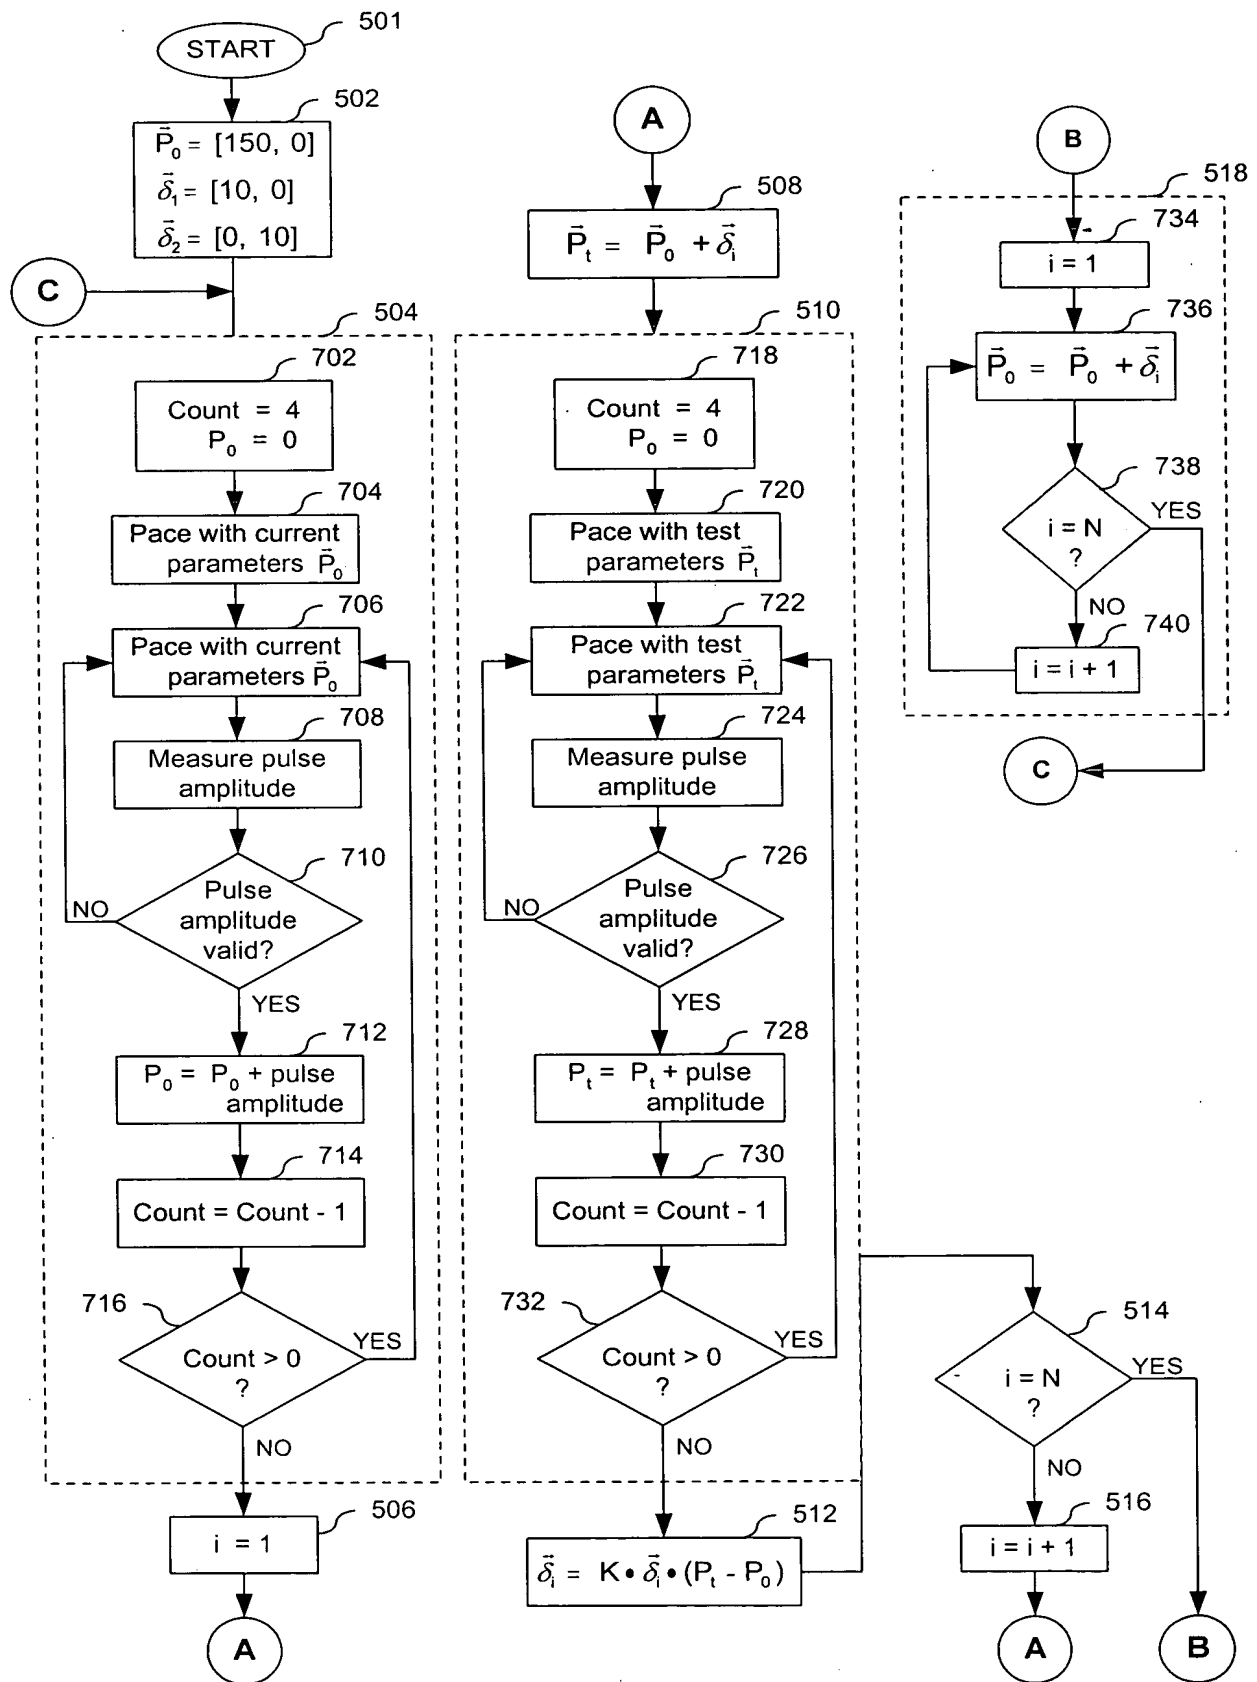 START
501
502
P⃗₀ = [150, 0]
δ⃗₁ = [10, 0]
δ⃗₂ = [0, 10]
C
504
702
Count = 4
P₀ = 0
704
Pace with current
parameters P⃗₀
706
Pace with current
parameters P⃗₀
708
Measure pulse
amplitude
710
Pulse
amplitude
valid?
NO
YES
712
P₀ = P₀ + pulse
amplitude
714
Count = Count - 1
716
Count > 0
?
YES
NO
506
i = 1
A
A
508
P⃗ₜ = P⃗₀ + δ⃗ᵢ
510
718
Count = 4
P₀ = 0
720
Pace with test
parameters P⃗ₜ
722
Pace with test
parameters P⃗ₜ
724
Measure pulse
amplitude
726
Pulse
amplitude
valid?
NO
YES
728
Pₜ = Pₜ + pulse
amplitude
730
Count = Count - 1
732
Count > 0
?
YES
NO
512
δ⃗ᵢ = K • δ⃗ᵢ • (Pₜ - P₀)
B
518
734
i = 1
736
P⃗₀ = P⃗₀ + δ⃗ᵢ
738
i = N
?
YES
NO
740
i = i + 1
C
514
i = N
?
YES
NO
516
i = i + 1
A
B